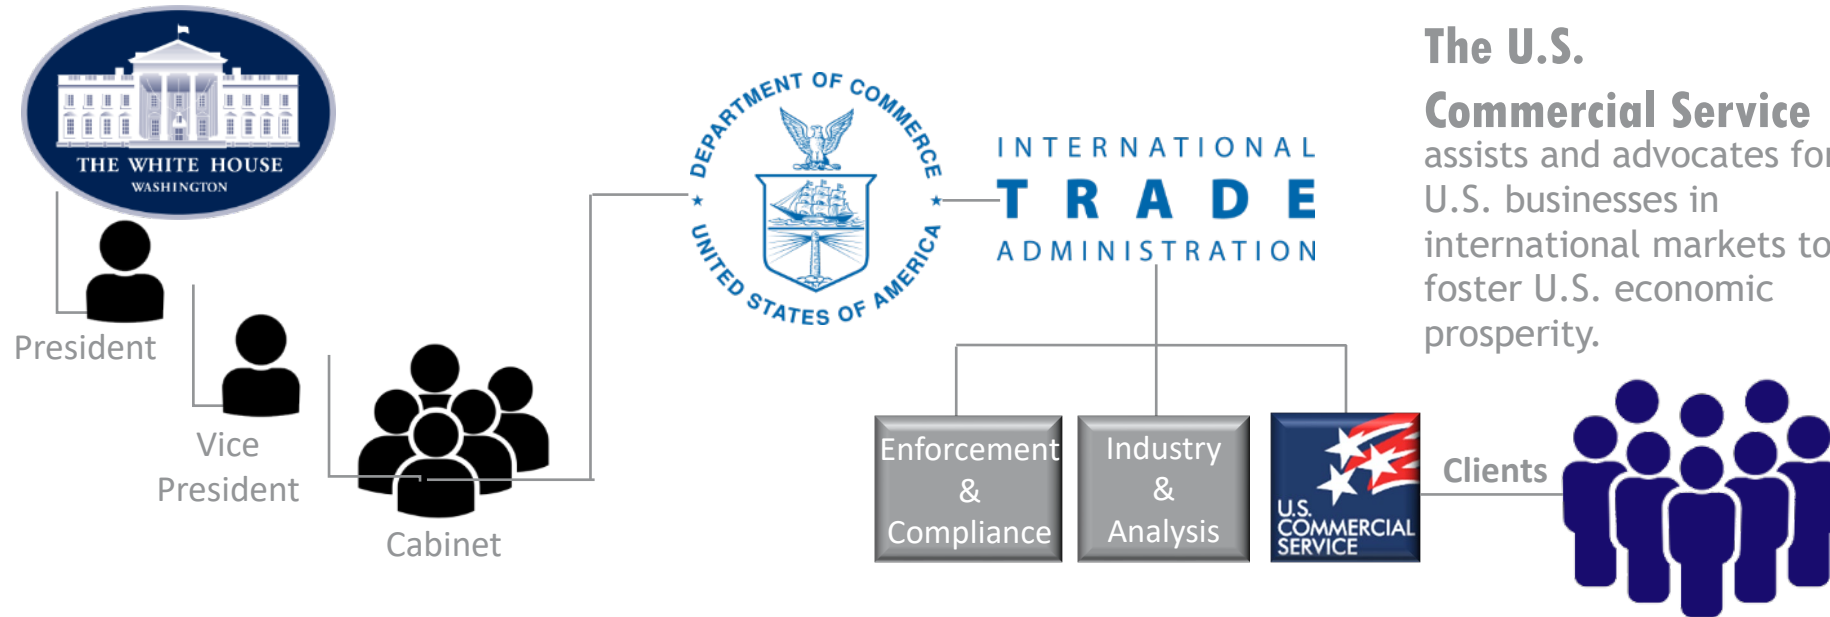 THE WHITE HOUSE
WASHINGTON
President
Vice
President
Cabinet
DEPARTMENT OF COMMERCE
UNITED STATES OF AMERICA
INTERNATIONAL
TRADE
ADMINISTRATION
Enforcement
&
Compliance
Industry
&
Analysis
U.S.
COMMERCIAL
SERVICE
Clients
The U.S.
Commercial Service
assists and advocates for
U.S. businesses in
international markets to
foster U.S. economic
prosperity.